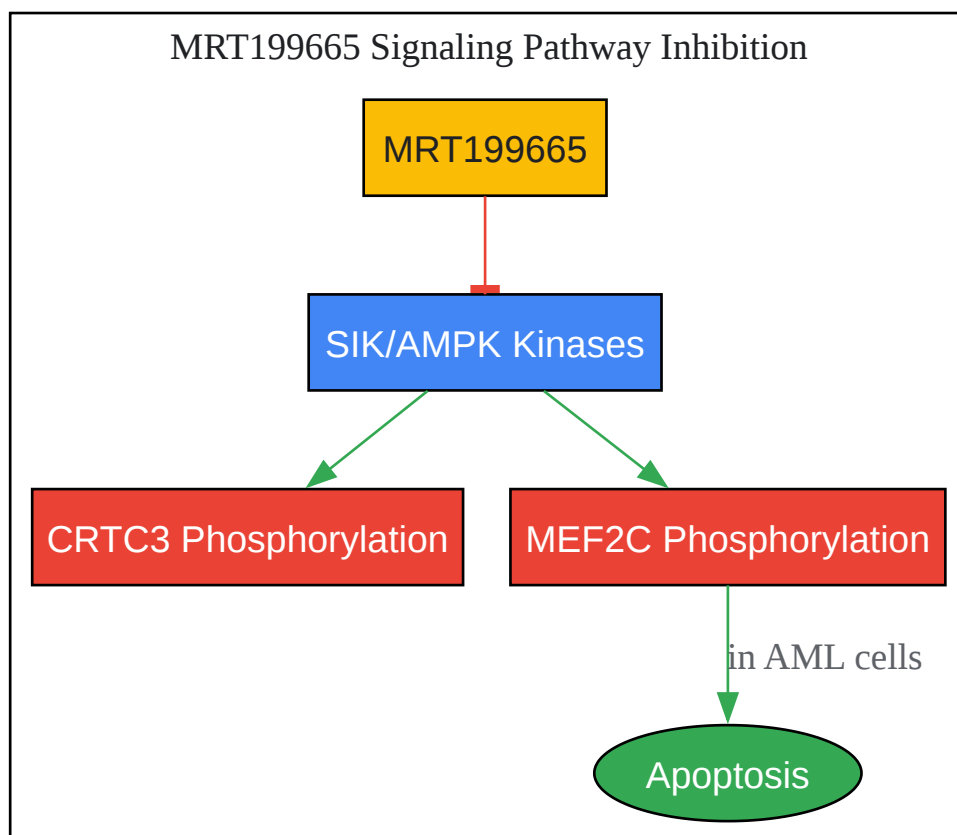 MRT199665 Signaling Pathway Inhibition
MRT199665
SIK/AMPK Kinases
CRTC3 Phosphorylation
MEF2C Phosphorylation
in AML cells
Apoptosis